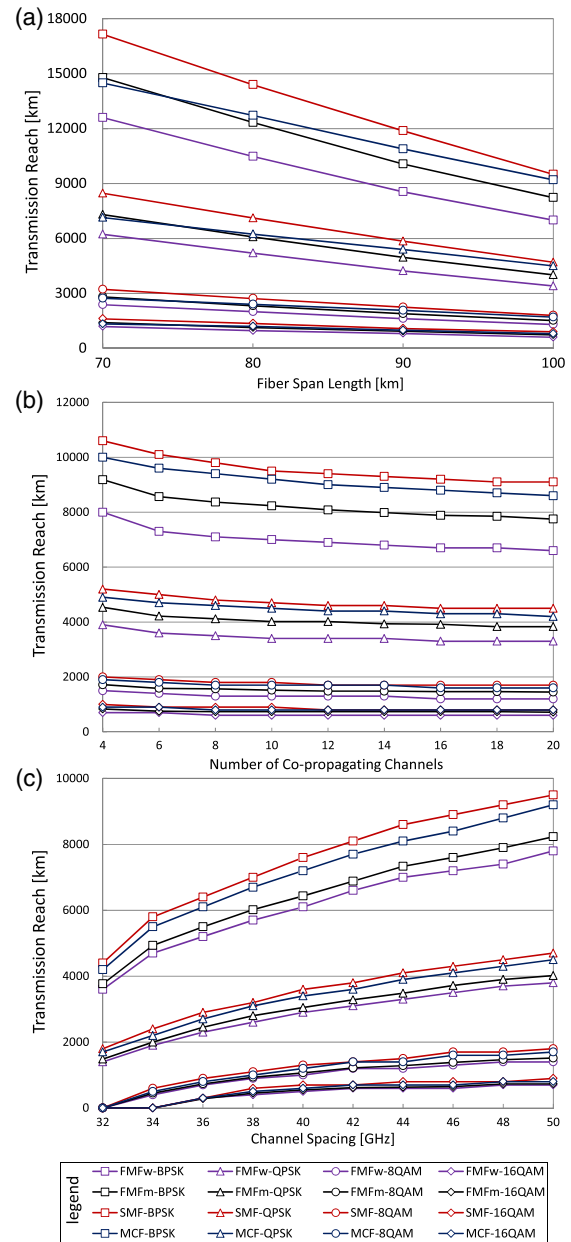 (a)
18000
15000
12000
9000
6000
3000
0
Transmission Reach [km]
70 80 90 100
Fiber Span Length [km]
(b)
12000
10000
8000
6000
4000
2000
0
Transmission Reach [km]
4 6 8 10 12 14 16 18 20
Number of Co-propagating Channels
(c)
10000
8000
6000
4000
2000
0
Transmission Reach [km]
32 34 36 38 40 42 44 46 48 50
Channel Spacing [GHz]
legend
FMFw-BPSK FMFw-QPSK FMFw-8QAM FMFw-16QAM
FMFm-BPSK FMFm-QPSK FMFm-8QAM FMFm-16QAM
SMF-BPSK SMF-QPSK SMF-8QAM SMF-16QAM
MCF-BPSK MCF-QPSK MCF-8QAM MCF-16QAM